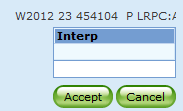 W2012 23 454104 P LRPC:A
Interp
Accept Cancel